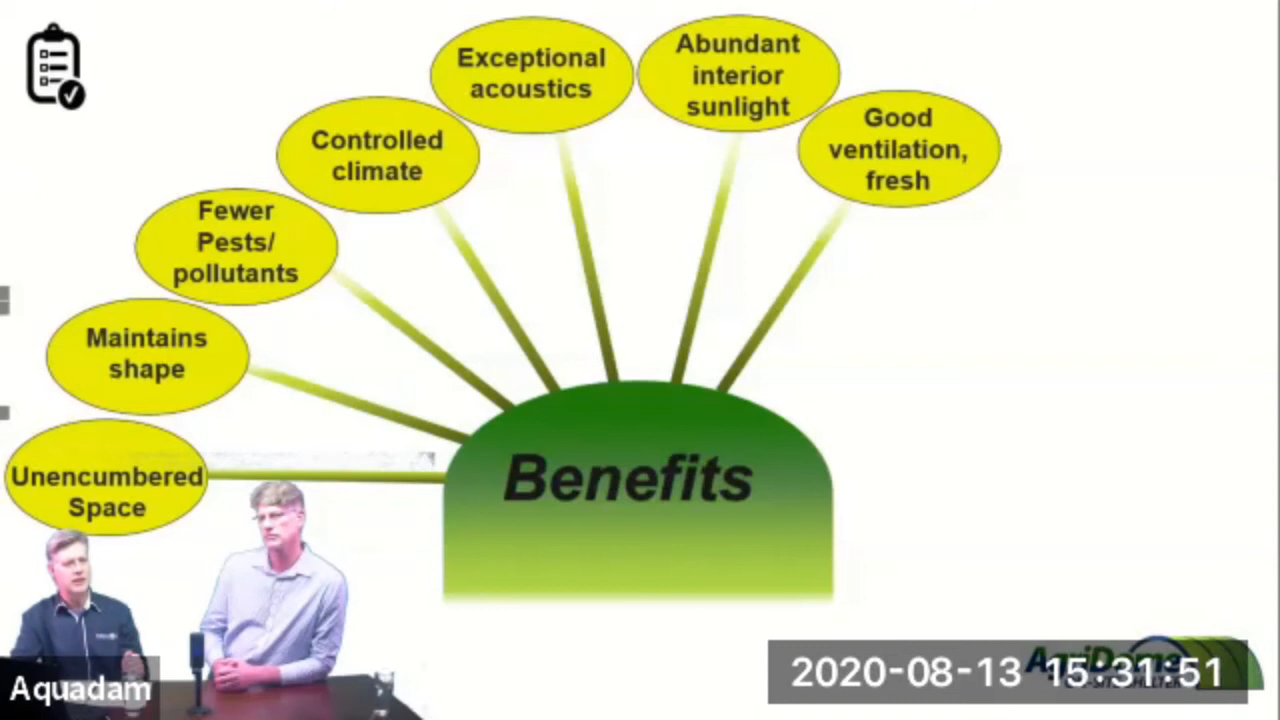 Exceptional
acoustics
Abundant
interior
sunlight
Good
ventilation,
fresh
Controlled
climate
Fewer
Pests/
pollutants
Maintains
shape
Unencumbered
Space
Benefits
Aquadam
2020-08-13 15:31:51
AgriDome